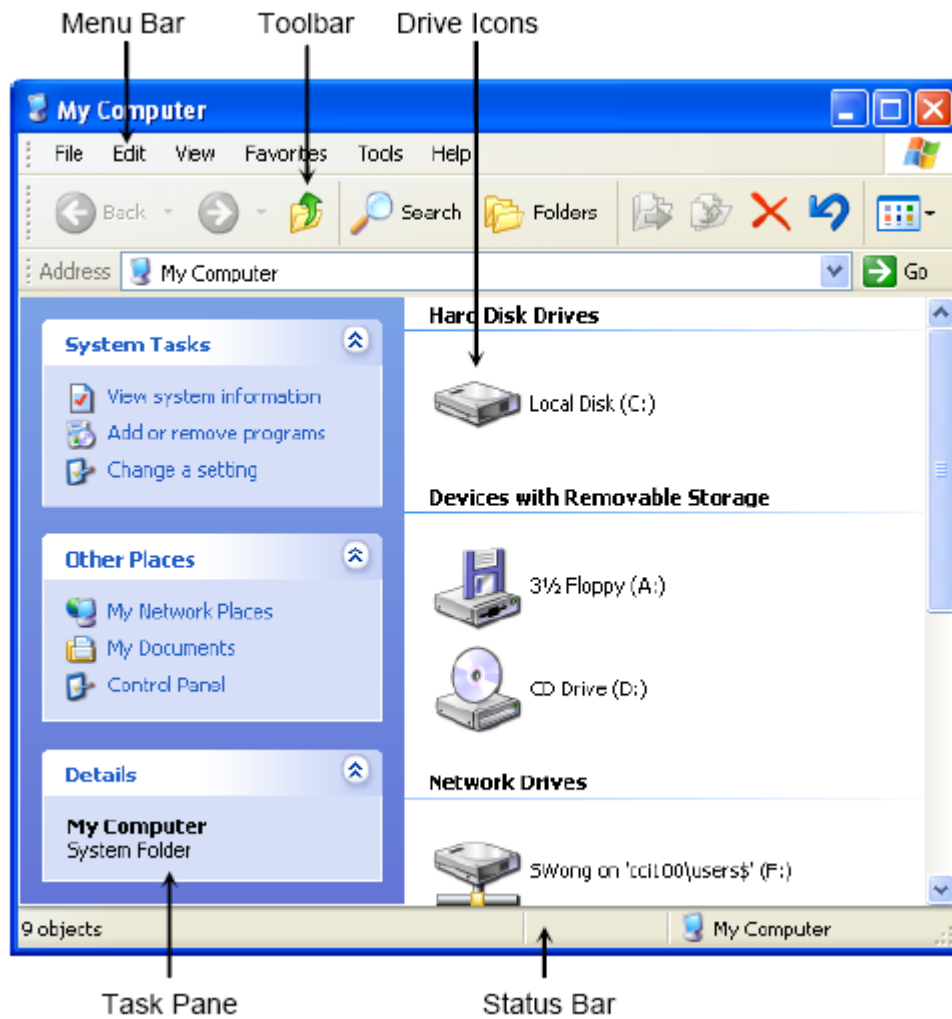 Menu Bar Toolbar Drive Icons
My Computer
File Edit View Favorites Tools Help
Back Search Folders
Address My Computer Go
System Tasks
View system information
Add or remove programs
Change a setting
Other Places
My Network Places
My Documents
Control Panel
Details
My Computer
System Folder
Hard Disk Drives
Local Disk (C:)
Devices with Removable Storage
3½ Floppy (A:)
CD Drive (D:)
Network Drives
SWong on 'ccl100\users$' (F:)
9 objects My Computer
Task Pane Status Bar